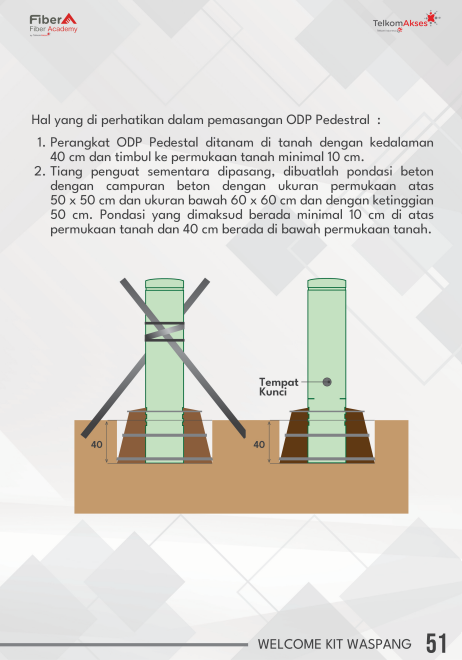 FiberA
Fiber Academy
TelkomAkses
Hal yang di perhatikan dalam pemasangan ODP Pedestral :
1. Perangkat ODP Pedestal ditanam di tanah dengan kedalaman
40 cm dan timbul ke permukaan tanah minimal 10 cm.
2. Tiang penguat sementara dipasang, dibuatlah pondasi beton
dengan campuran beton dengan ukuran permukaan atas
50 x 50 cm dan ukuran bawah 60 x 60 cm dan dengan ketinggian
50 cm. Pondasi yang dimaksud berada minimal 10 cm di atas
permukaan tanah dan 40 cm berada di bawah permukaan tanah.
Tempat
Kunci
40
40
WELCOME KIT WASPANG 51